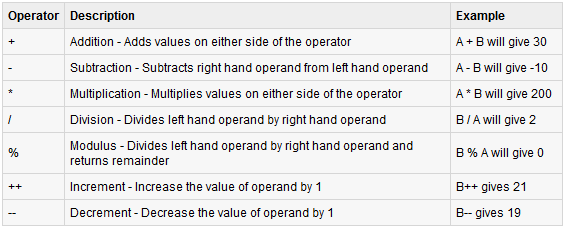 Operator Description Example
+ Addition - Adds values on either side of the operator A + B will give 30
- Subtraction - Subtracts right hand operand from left hand operand A - B will give -10
* Multiplication - Multiplies values on either side of the operator A * B will give 200
/ Division - Divides left hand operand by right hand operand B / A will give 2
% Modulus - Divides left hand operand by right hand operand and B % A will give 0
returns remainder
++ Increment - Increase the value of operand by 1 B++ gives 21
-- Decrement - Decrease the value of operand by 1 B-- gives 19